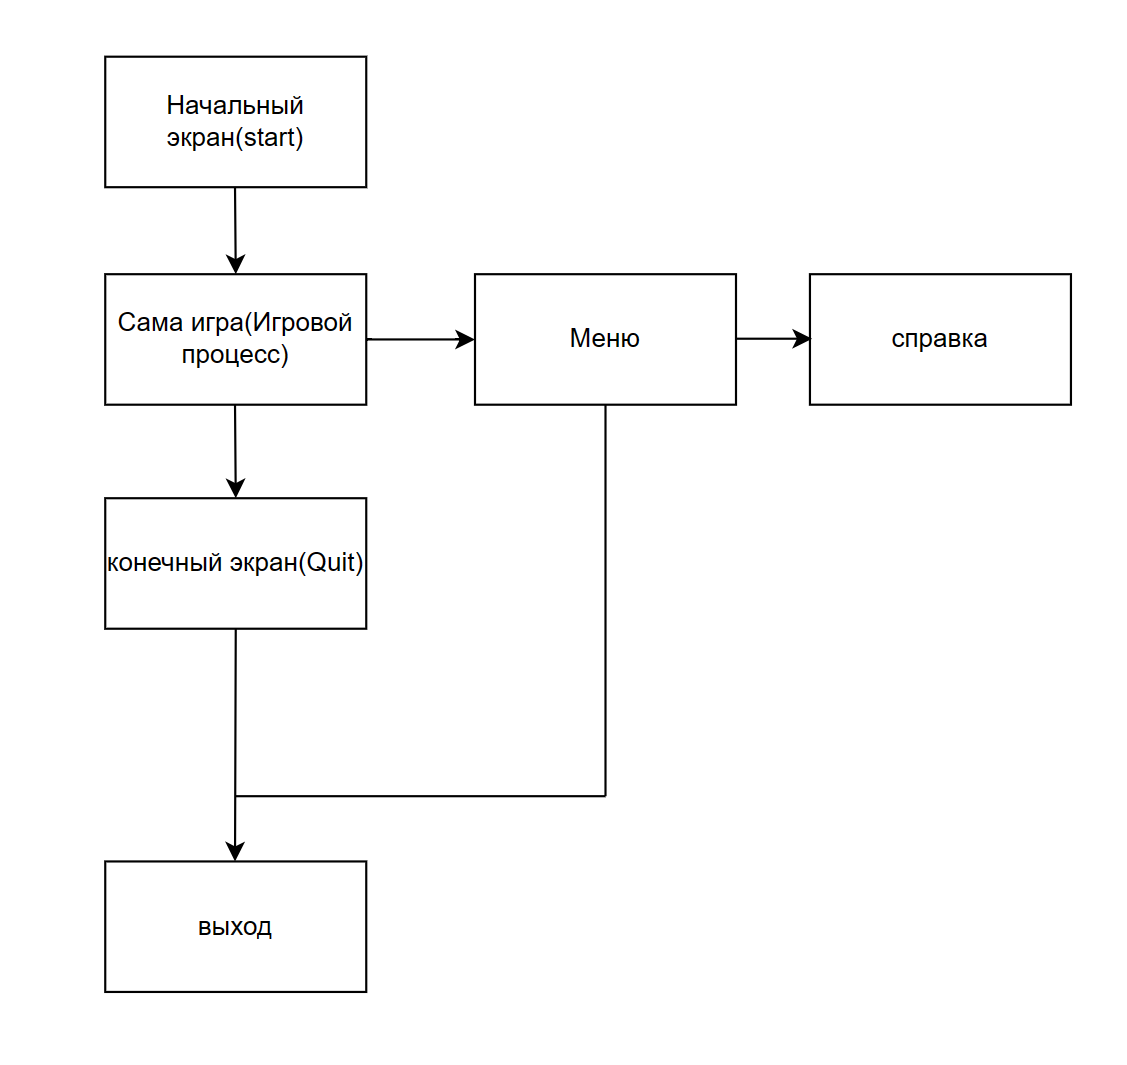 Начальный
экран(start)
Сама игра(Игровой
процесс)
Меню
справка
конечный экран(Quit)
выход